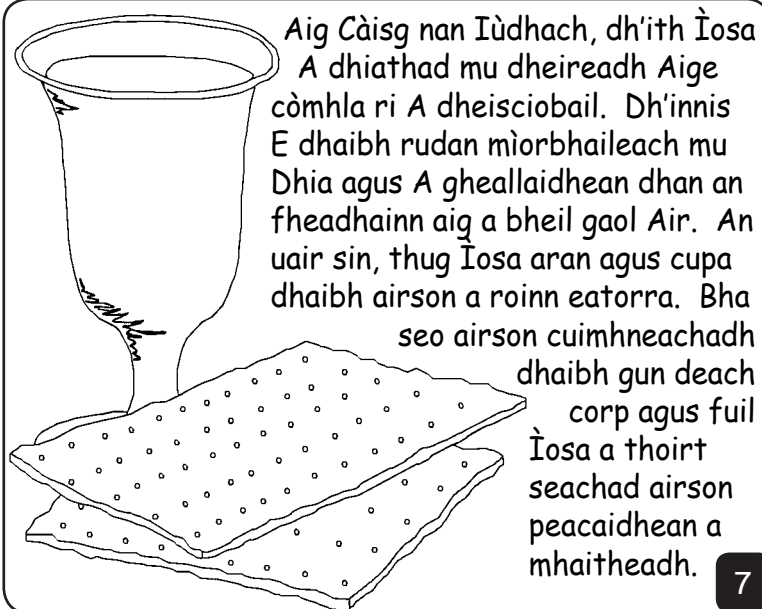 Aig Càisg nan Iùdhach, dh'ith Ìosa
A dhiathad mu dheireadh Aige
còmhla ri A dheisciobail. Dh'innis
E dhaibh rudan mìorbhaileach mu
Dhia agus A gheallaidhean dhan an
fheadhainn aig a bheil gaol Air. An
uair sin, thug Ìosa aran agus cupa
dhaibh airson a roinn eatorra. Bha
seo airson cuimhneachadh
dhaibh gun deach
corp agus fuil
Ìosa a thoirt
seachad airson
peacaidhean a
mhaitheadh.
7